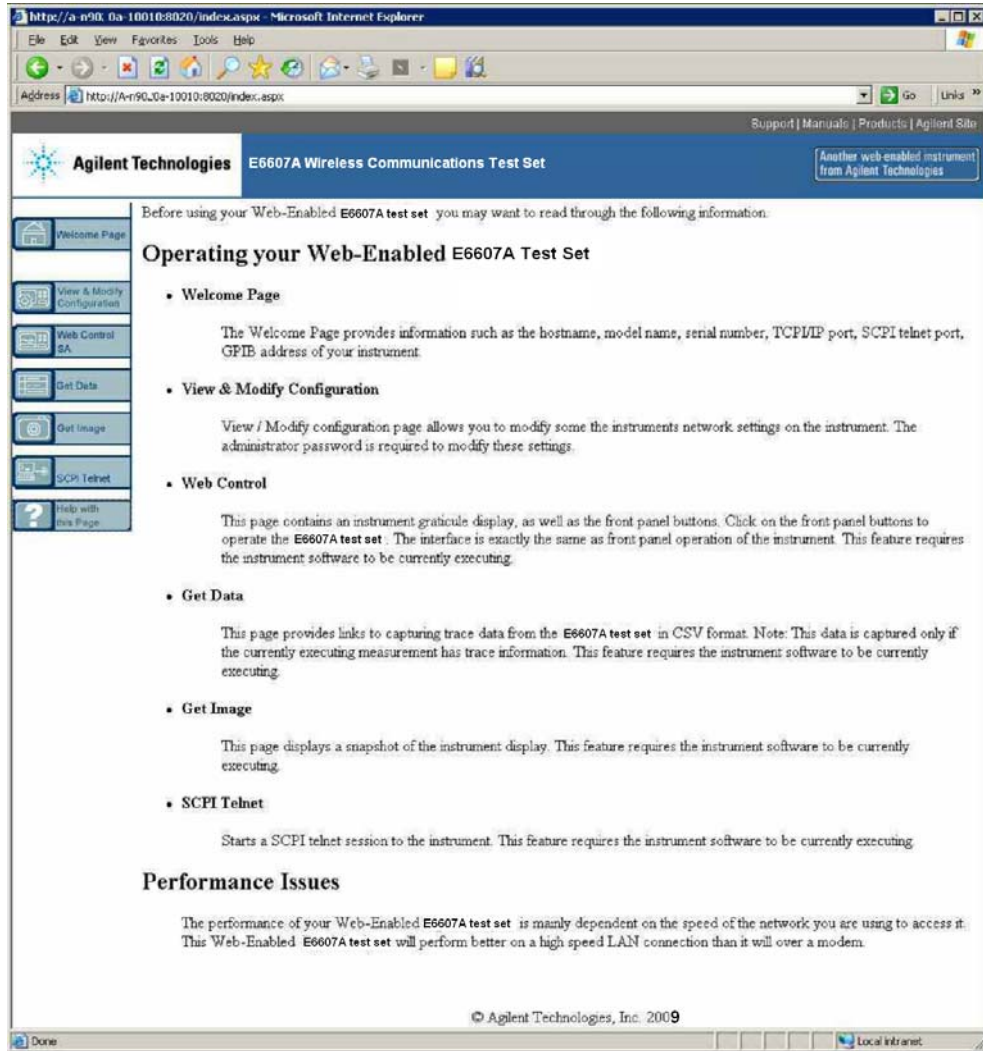 http://a-n90; 0a-10010:8020/index.aspx - Microsoft Internet Explorer
File Edit View Favorites Tools Help
Address http://A-n90_0a-10010:8020/index.aspx Go Links »
Support | Manuals | Products | Agilent Site
Agilent Technologies E6607A Wireless Communications Test Set
Another web-enabled instrument
from Agilent Technologies
Welcome Page
View & Modify
Configuration
Web Control
SA
Get Data
Get Image
SCPI Telnet
Help with
this Page
Before using your Web-Enabled E6607A test set you may want to read through the following information.
Operating your Web-Enabled E6607A Test Set
• Welcome Page
The Welcome Page provides information such as the hostname, model name, serial number, TCPI/IP port, SCPI telnet port,
GPIB address of your instrument.
• View & Modify Configuration
View / Modify configuration page allows you to modify some the instruments network settings on the instrument. The
administrator password is required to modify these settings.
• Web Control
This page contains an instrument graticule display, as well as the front panel buttons. Click on the front panel buttons to
operate the E6607A test set . The interface is exactly the same as front panel operation of the instrument. This feature requires
the instrument software to be currently executing.
• Get Data
This page provides links to capturing trace data from the E6607A test set in CSV format. Note: This data is captured only if
the currently executing measurement has trace information. This feature requires the instrument software to be currently
executing.
• Get Image
This page displays a snapshot of the instrument display. This feature requires the instrument software to be currently
executing.
• SCPI Telnet
Starts a SCPI telnet session to the instrument. This feature requires the instrument software to be currently executing.
Performance Issues
The performance of your Web-Enabled E6607A test set is mainly dependent on the speed of the network you are using to access it.
This Web-Enabled E6607A test set will perform better on a high speed LAN connection than it will over a modem.
© Agilent Technologies, Inc. 2009
Done Local intranet